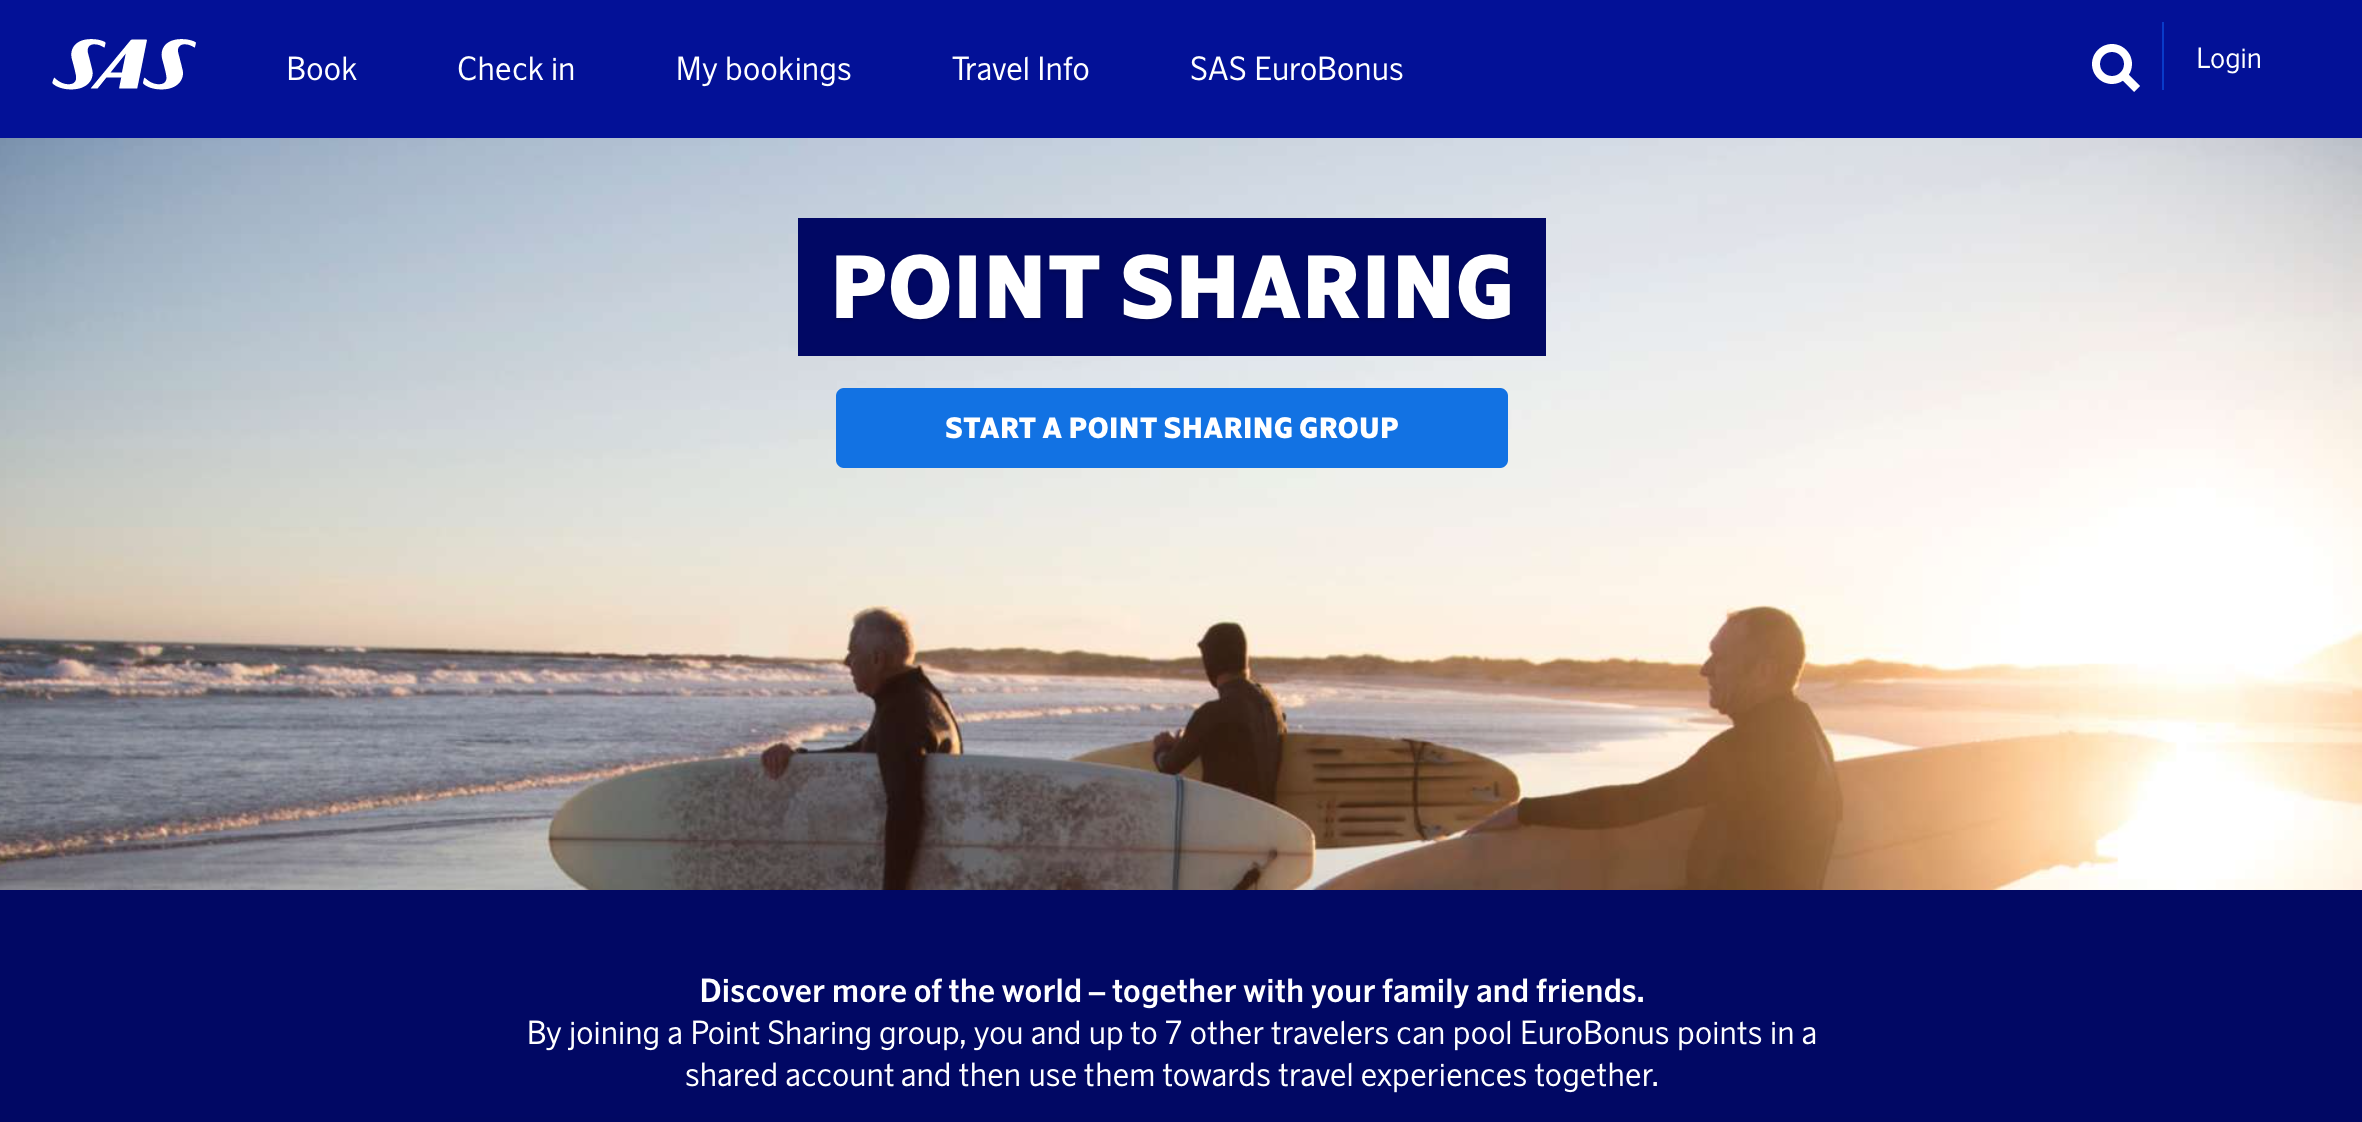 SAS
Book
Check in
My bookings
Travel Info
SAS EuroBonus
Login
POINT SHARING
START A POINT SHARING GROUP
Discover more of the world – together with your family and friends.
By joining a Point Sharing group, you and up to 7 other travelers can pool EuroBonus points in a
shared account and then use them towards travel experiences together.